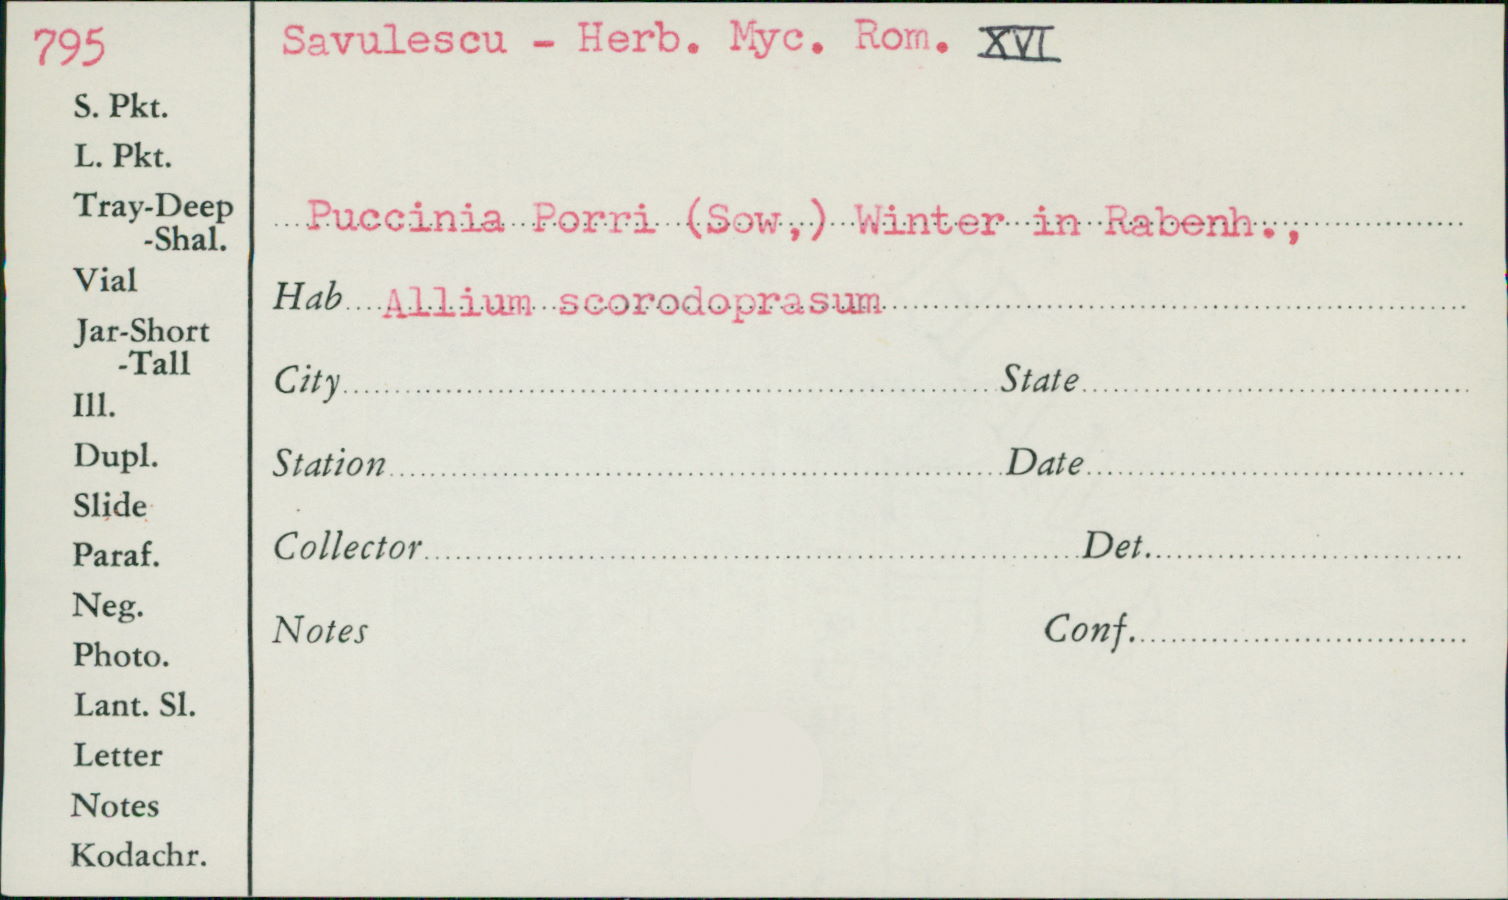 795
Savulescu - Herb. Myc. Rom. XVI
S. Pkt.
L. Pkt.
Tray-Deep
-Shal.
Vial
Jar-Short
-Tall
Ill.
Dupl.
Slide
Paraf.
Neg.
Photo.
Lant. Sl.
Letter
Notes
Kodachr.
Puccinia Porri (Sow,) Winter in Rabenh.,
Hab Allium scorodoprasum
City State
Station Date
Collector Det.
Notes Conf.